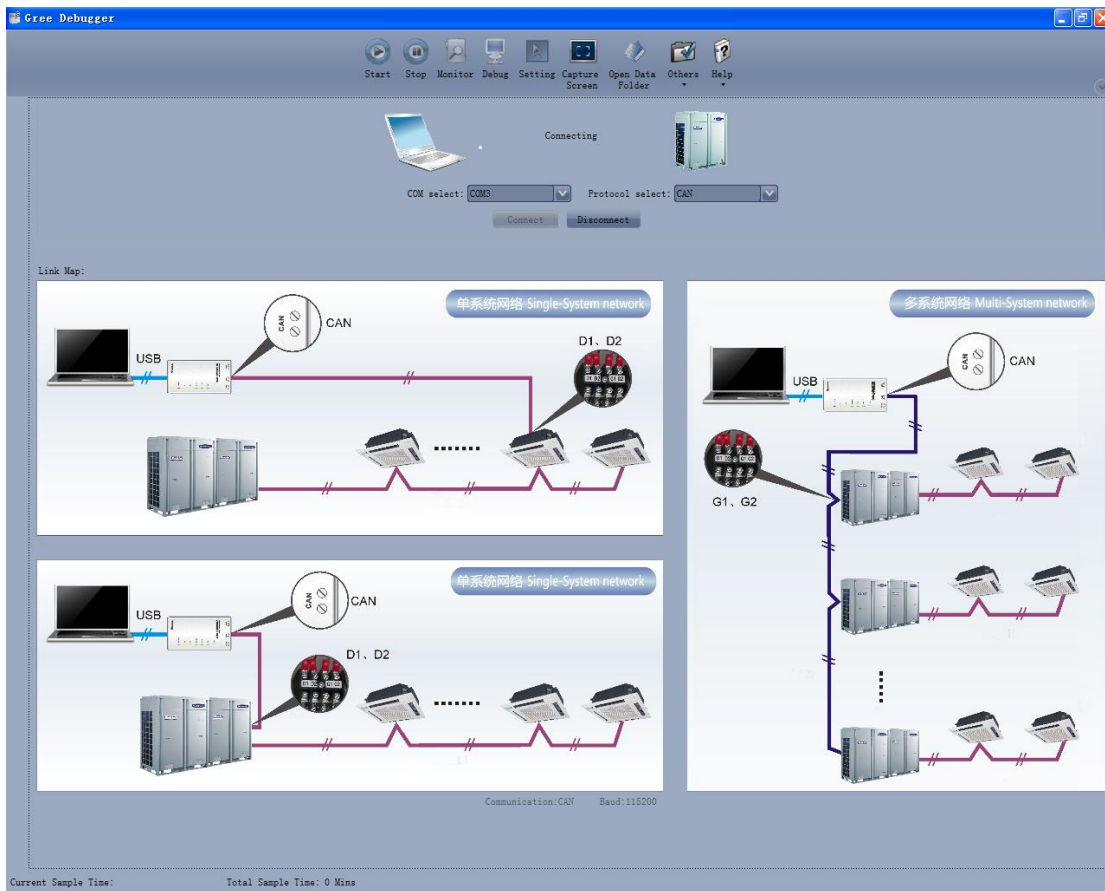 Gree Debugger
Start Stop Monitor Debug Setting Capture Screen Open Data Folder Others Help
Connecting
COM select: COM3 Protocol select: CAN
Connect Disconnect
Link Map:
单系统网络 Single-System network
CAN
CAN
USB
D1、D2
单系统网络 Single-System network
CAN
CAN
USB
D1、D2
多系统网络 Multi-System network
CAN
CAN
USB
G1、G2
Communication:CAN Baud:115200
Current Sample Time: Total Sample Time: 0 Mins